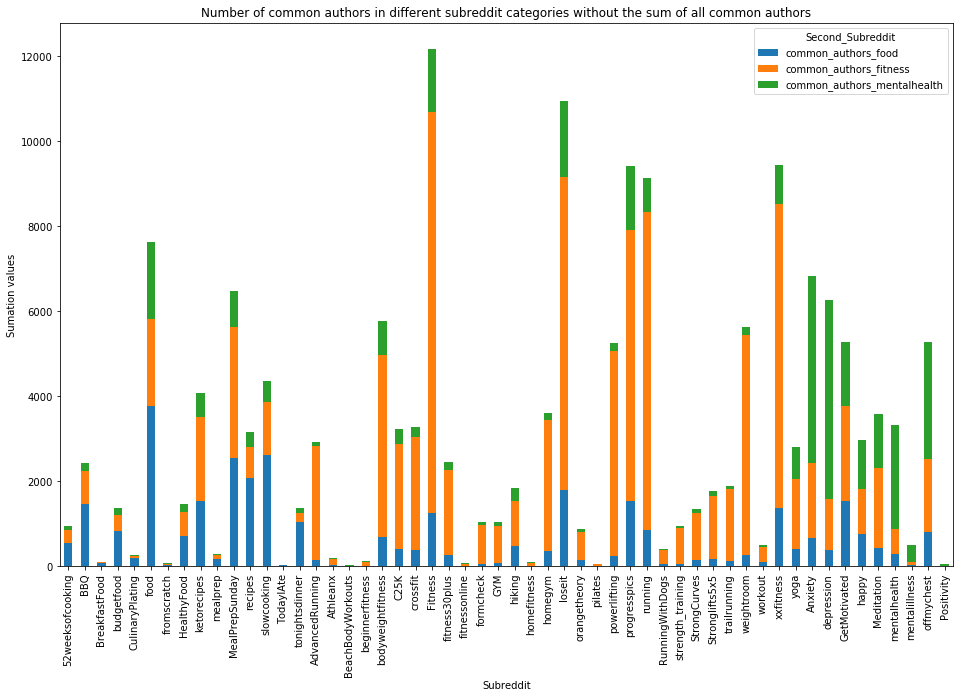 Number of common authors in different subreddit categories without the sum of all common authors
Second_Subreddit
common_authors_food
common_authors_fitness
common_authors_mentalhealth
Sumation values
12000
10000
8000
6000
4000
2000
0
52weeksofcooking
BBQ
BreakfastFood
budgetfood
CulinaryPlating
food
fromscratch
HealthyFood
ketorecipes
mealprep
MealPrepSunday
recipes
slowcooking
TodayIAte
tonightsdinner
AdvancedRunning
Athleanx
BeachBodyWorkouts
beginnerfitness
bodyweightfitness
C25K
crossfit
Fitness
fitness30plus
fitnessonline
formcheck
GYM
hiking
homefitness
homegym
loseit
orangetheory
pilates
powerlifting
progresspics
running
RunningWithDogs
strength_training
StrongCurves
Stronglifts5x5
trailrunning
weightroom
workout
xxfitness
yoga
Anxiety
depression
GetMotivated
happy
Meditation
mentalhealth
mentalillness
offmychest
Positivity
Subreddit